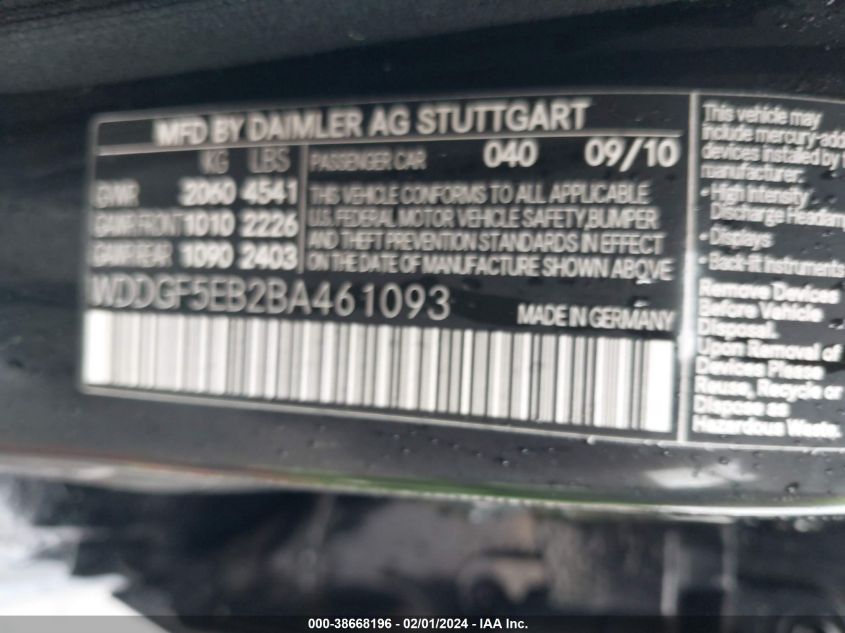 MFD BY DAIMLER AG STUTTGART
KG LBS
PASSENGER CAR 040 09/10
GVWR 2060 4541
GAWR FRONT 1010 2226
GAWR REAR 1090 2403
THIS VEHICLE CONFORMS TO ALL APPLICABLE
U.S. FEDERAL MOTOR VEHICLE SAFETY, BUMPER
AND THEFT PREVENTION STANDARDS IN EFFECT
ON THE DATE OF MANUFACTURE SHOWN ABOVE
WDDGF5EB2BA461093
MADE IN GERMANY
This vehicle may
include mercury-add
devices installed by t
manufacturer:
• High Intensity
Discharge Headlamp
• Displays
• Back-lit Instruments
Remove Devices
Before Vehicle
Disposal.
Upon Removal of
Devices Please
Reuse, Recycle or
Dispose as
Hazardous Waste.
000-38668196 - 02/01/2024 - IAA Inc.